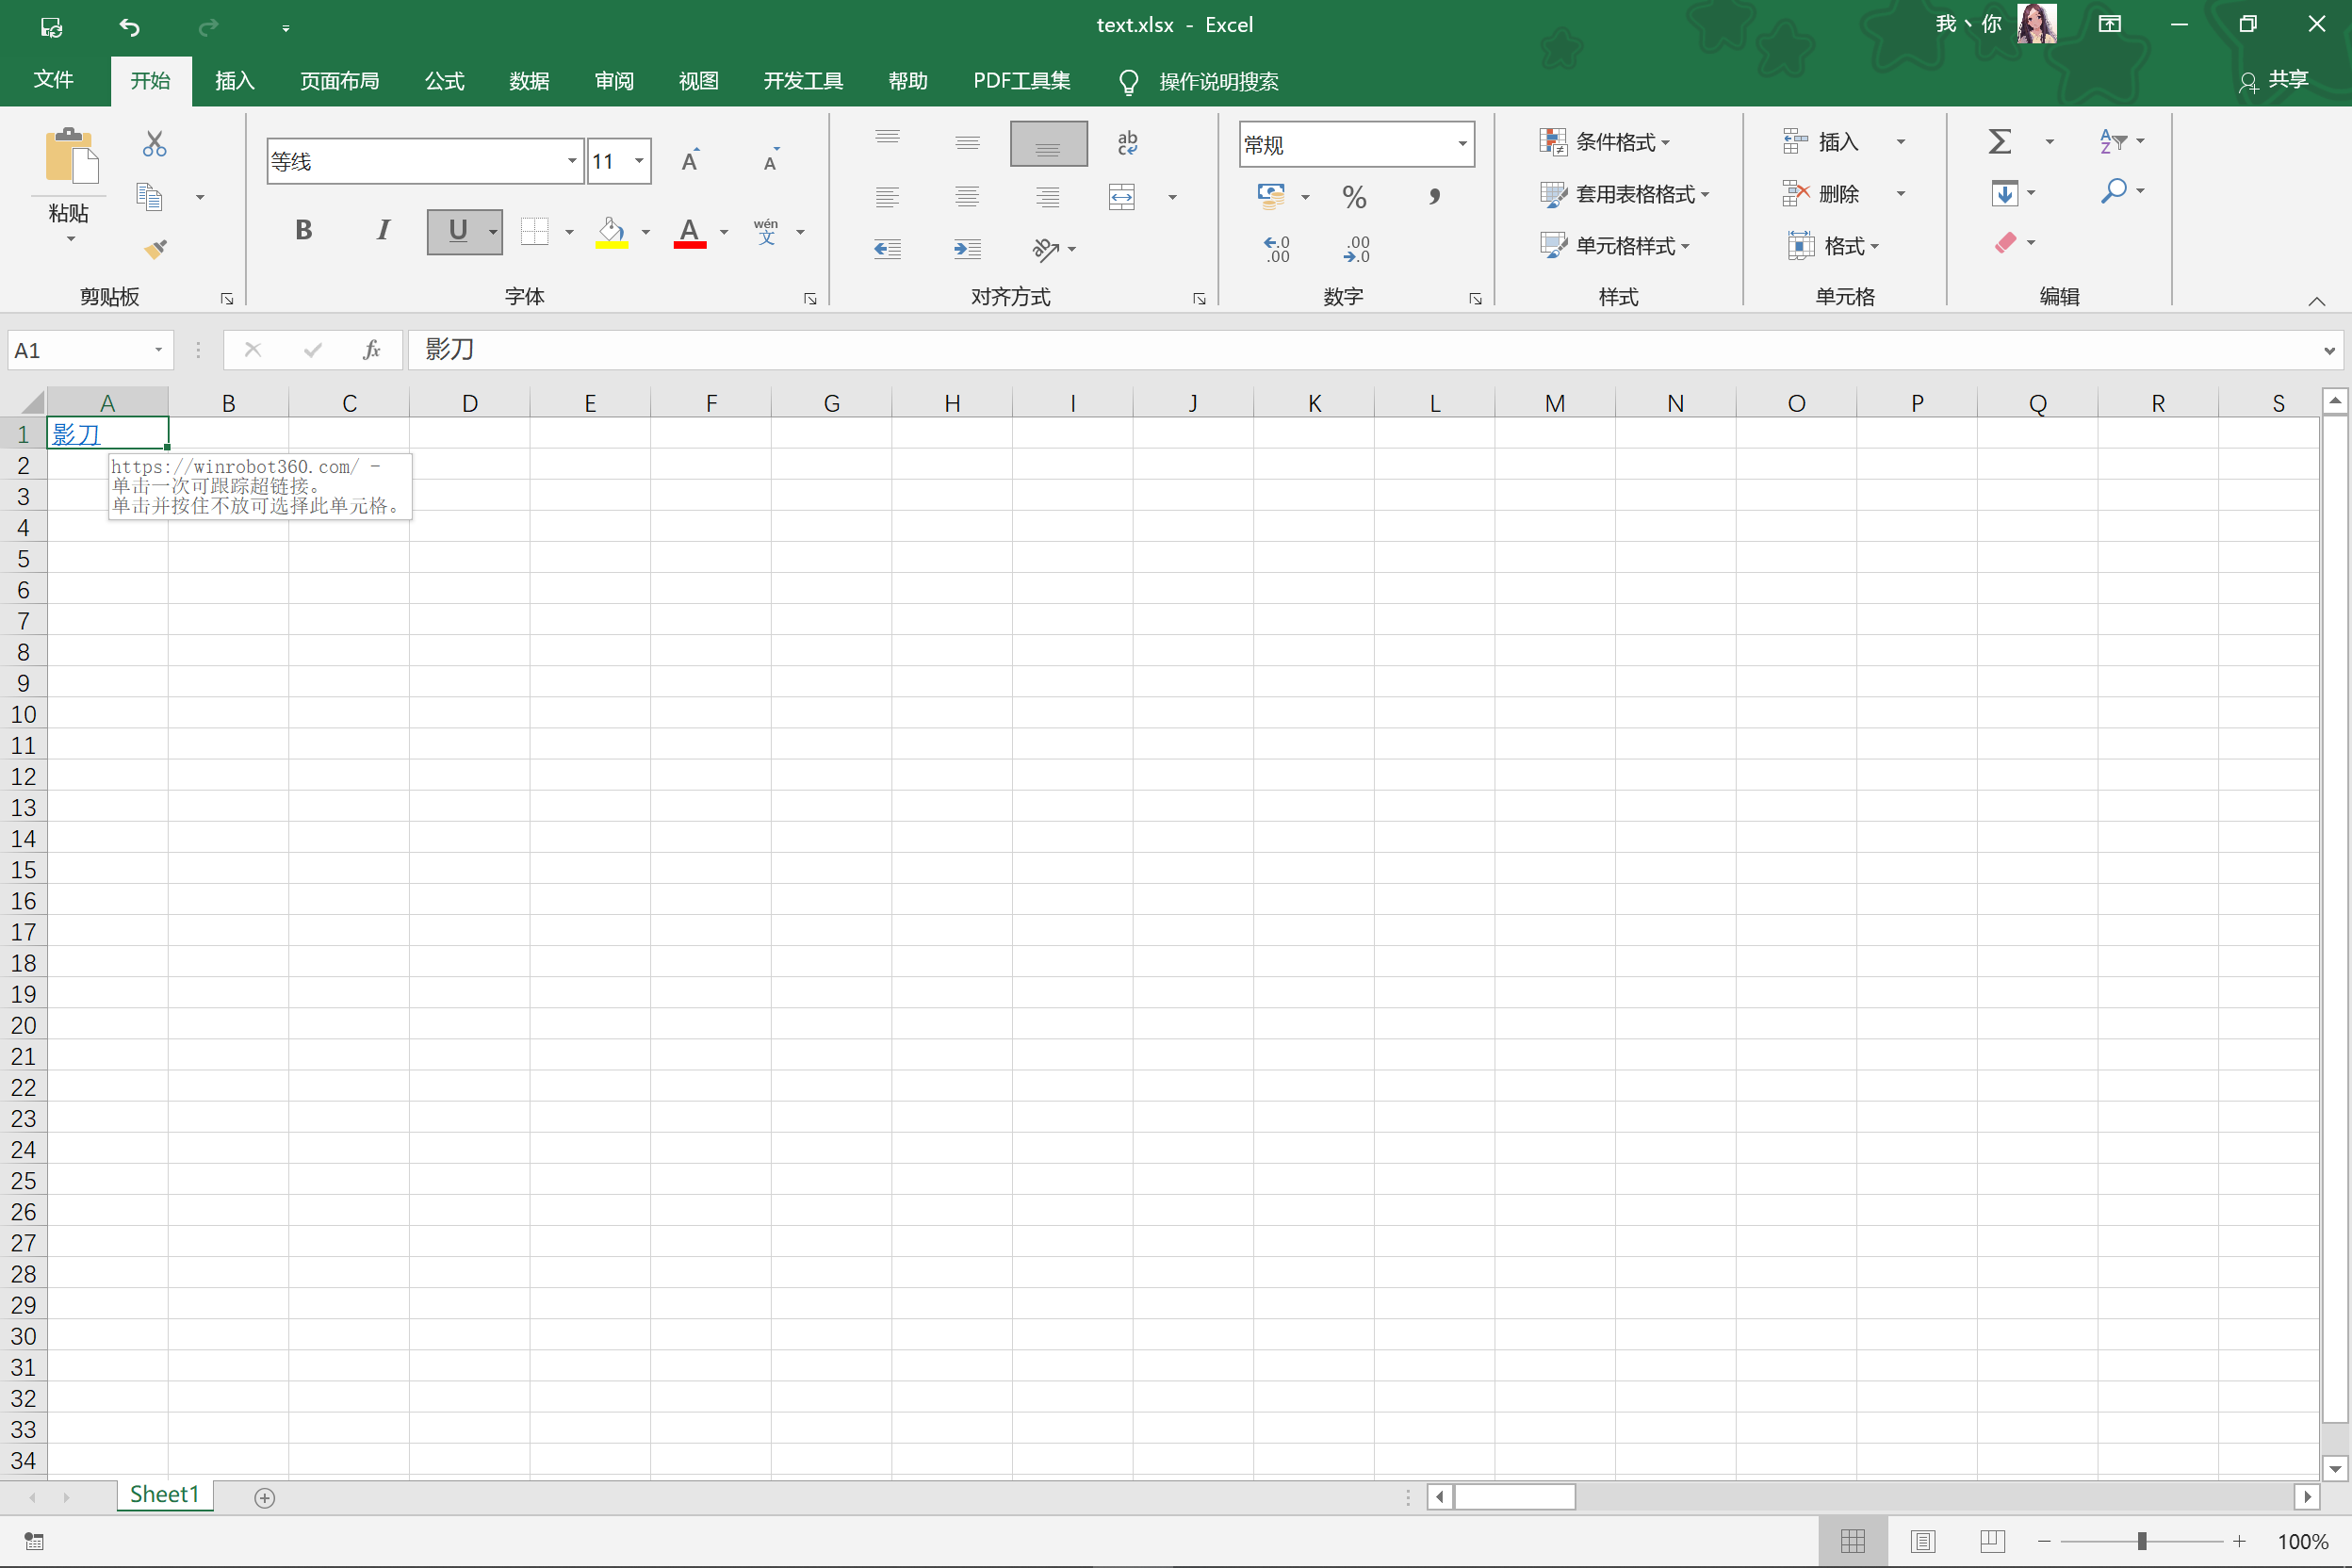 text.xlsx - Excel
我丶你
文件 开始 插入 页面布局 公式 数据 审阅 视图 开发工具 帮助 PDF工具集 操作说明搜索 共享
粘贴
等线 11
B I U A wén 文
ab c
常规
% ,
.0 .00 .00 .0
条件格式
套用表格格式
单元格样式
插入
删除
格式
Σ
A Z
剪贴板 字体 对齐方式 数字 样式 单元格 编辑
A1 fx 影刀
A B C D E F G H I J K L M N O P Q R S
1 影刀
2 https://winrobot360.com/ -
单击一次可跟踪超链接。
3 单击并按住不放可选择此单元格。
4
5
6
7
8
9
10
11
12
13
14
15
16
17
18
19
20
21
22
23
24
25
26
27
28
29
30
31
32
33
34
Sheet1
100%